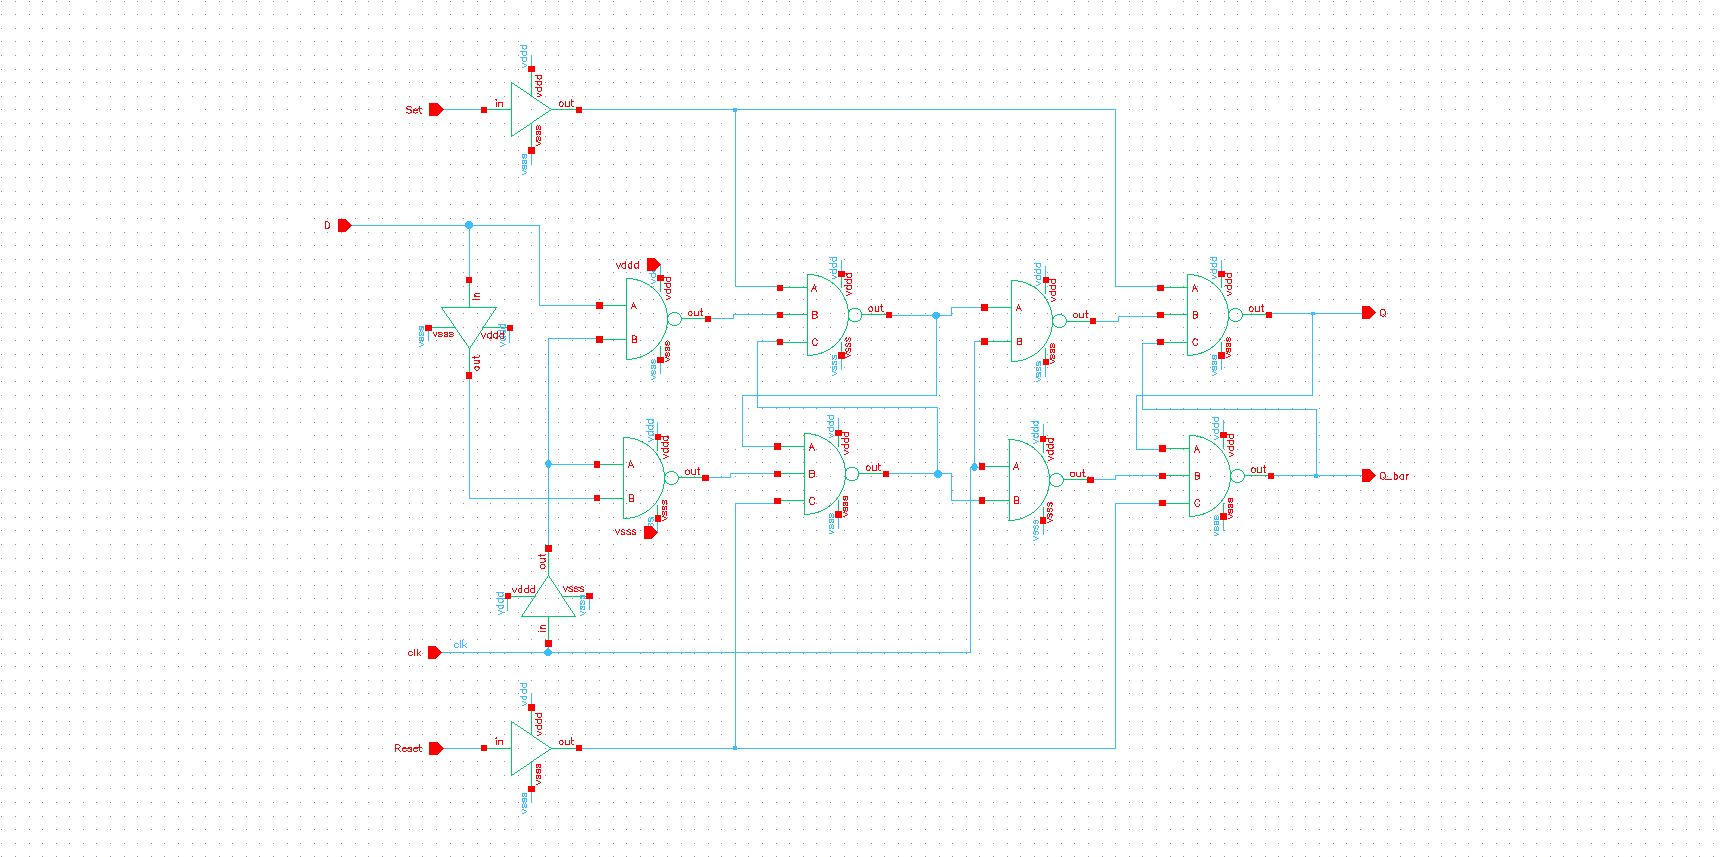 vddd
vddd
Set in out
vsss
vsss
D
vddd vddd vddd vddd vddd
vd vddd vddd vddd vddd
in A A A A
out B out B out out B out Q
vsss vsss vddd vddd B C B C
vsss vsss vsss vsss
out vsss vsss vsss vsss
vddd vddd vddd vddd
vddd vddd vddd vddd
A A A A
out B out out B out Q_bar
B C B C
vsss vsss vsss vsss
vsss ss vsss vsss vsss
out
vddd vsss
vddd vsss
in
clk clk
vddd
vddd
Reset in out
vsss
vsss